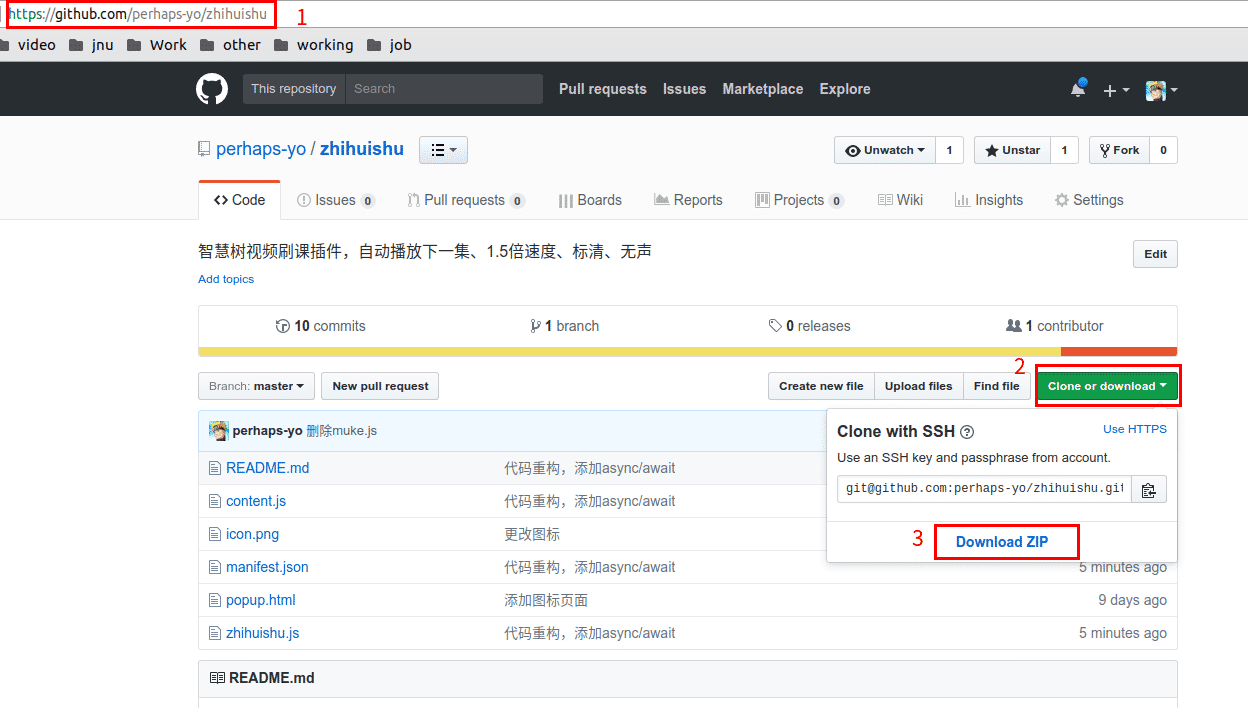 https://github.com/perhaps-yo/zhihuishu 1
video jnu Work other working job
This repository Search Pull requests Issues Marketplace Explore
perhaps-yo / zhihuishu Unwatch 1 Unstar 1 Fork 0
Code Issues 0 Pull requests 0 Boards Reports Projects 0 Wiki Insights Settings
智慧树视频刷课插件，自动播放下一集、1.5倍速度、标清、无声 Edit
Add topics
10 commits 1 branch 0 releases 1 contributor
2
Branch: master New pull request Create new file Upload files Find file Clone or download
perhaps-yo 删除muke.js
Clone with SSH ? Use HTTPS
Use an SSH key and passphrase from account.
git@github.com:perhaps-yo/zhihuishu.git
3 Download ZIP
README.md 代码重构，添加async/await
content.js 代码重构，添加async/await
icon.png 更改图标
manifest.json 代码重构，添加async/await 5 minutes ago
popup.html 添加图标页面 9 days ago
zhihuishu.js 代码重构，添加async/await 5 minutes ago
README.md